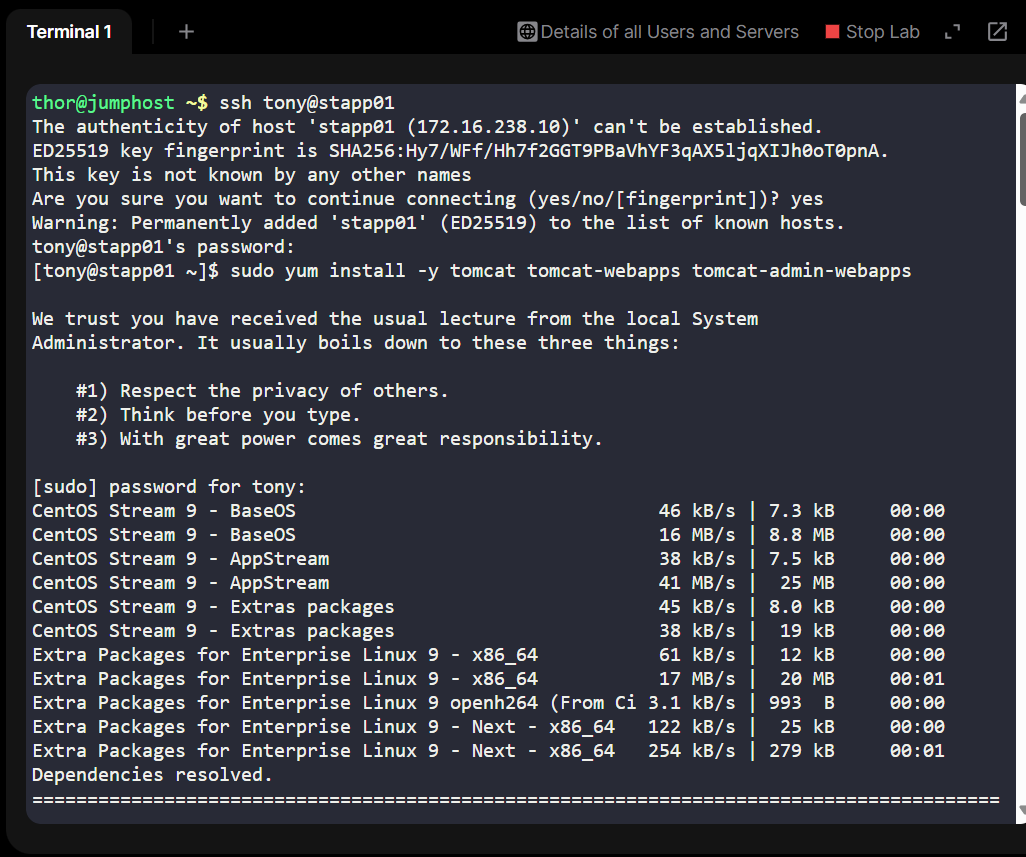 Terminal 1
+
Details of all Users and Servers
Stop Lab
thor@jumphost ~$ ssh tony@stapp01
The authenticity of host 'stapp01 (172.16.238.10)' can't be established.
ED25519 key fingerprint is SHA256:Hy7/WFf/Hh7f2GGT9PBaVhYF3qAX5ljqXIJh0oT0pnA.
This key is not known by any other names
Are you sure you want to continue connecting (yes/no/[fingerprint])? yes
Warning: Permanently added 'stapp01' (ED25519) to the list of known hosts.
tony@stapp01's password:
[tony@stapp01 ~]$ sudo yum install -y tomcat tomcat-webapps tomcat-admin-webapps
We trust you have received the usual lecture from the local System
Administrator. It usually boils down to these three things:
#1) Respect the privacy of others.
#2) Think before you type.
#3) With great power comes great responsibility.
[sudo] password for tony:
CentOS Stream 9 - BaseOS 46 kB/s | 7.3 kB 00:00
CentOS Stream 9 - BaseOS 16 MB/s | 8.8 MB 00:00
CentOS Stream 9 - AppStream 38 kB/s | 7.5 kB 00:00
CentOS Stream 9 - AppStream 41 MB/s | 25 MB 00:00
CentOS Stream 9 - Extras packages 45 kB/s | 8.0 kB 00:00
CentOS Stream 9 - Extras packages 38 kB/s | 19 kB 00:00
Extra Packages for Enterprise Linux 9 - x86_64 61 kB/s | 12 kB 00:00
Extra Packages for Enterprise Linux 9 - x86_64 17 MB/s | 20 MB 00:01
Extra Packages for Enterprise Linux 9 openh264 (From Ci 3.1 kB/s | 993 B 00:00
Extra Packages for Enterprise Linux 9 - Next - x86_64 122 kB/s | 25 kB 00:00
Extra Packages for Enterprise Linux 9 - Next - x86_64 254 kB/s | 279 kB 00:01
Dependencies resolved.
========================================================================================